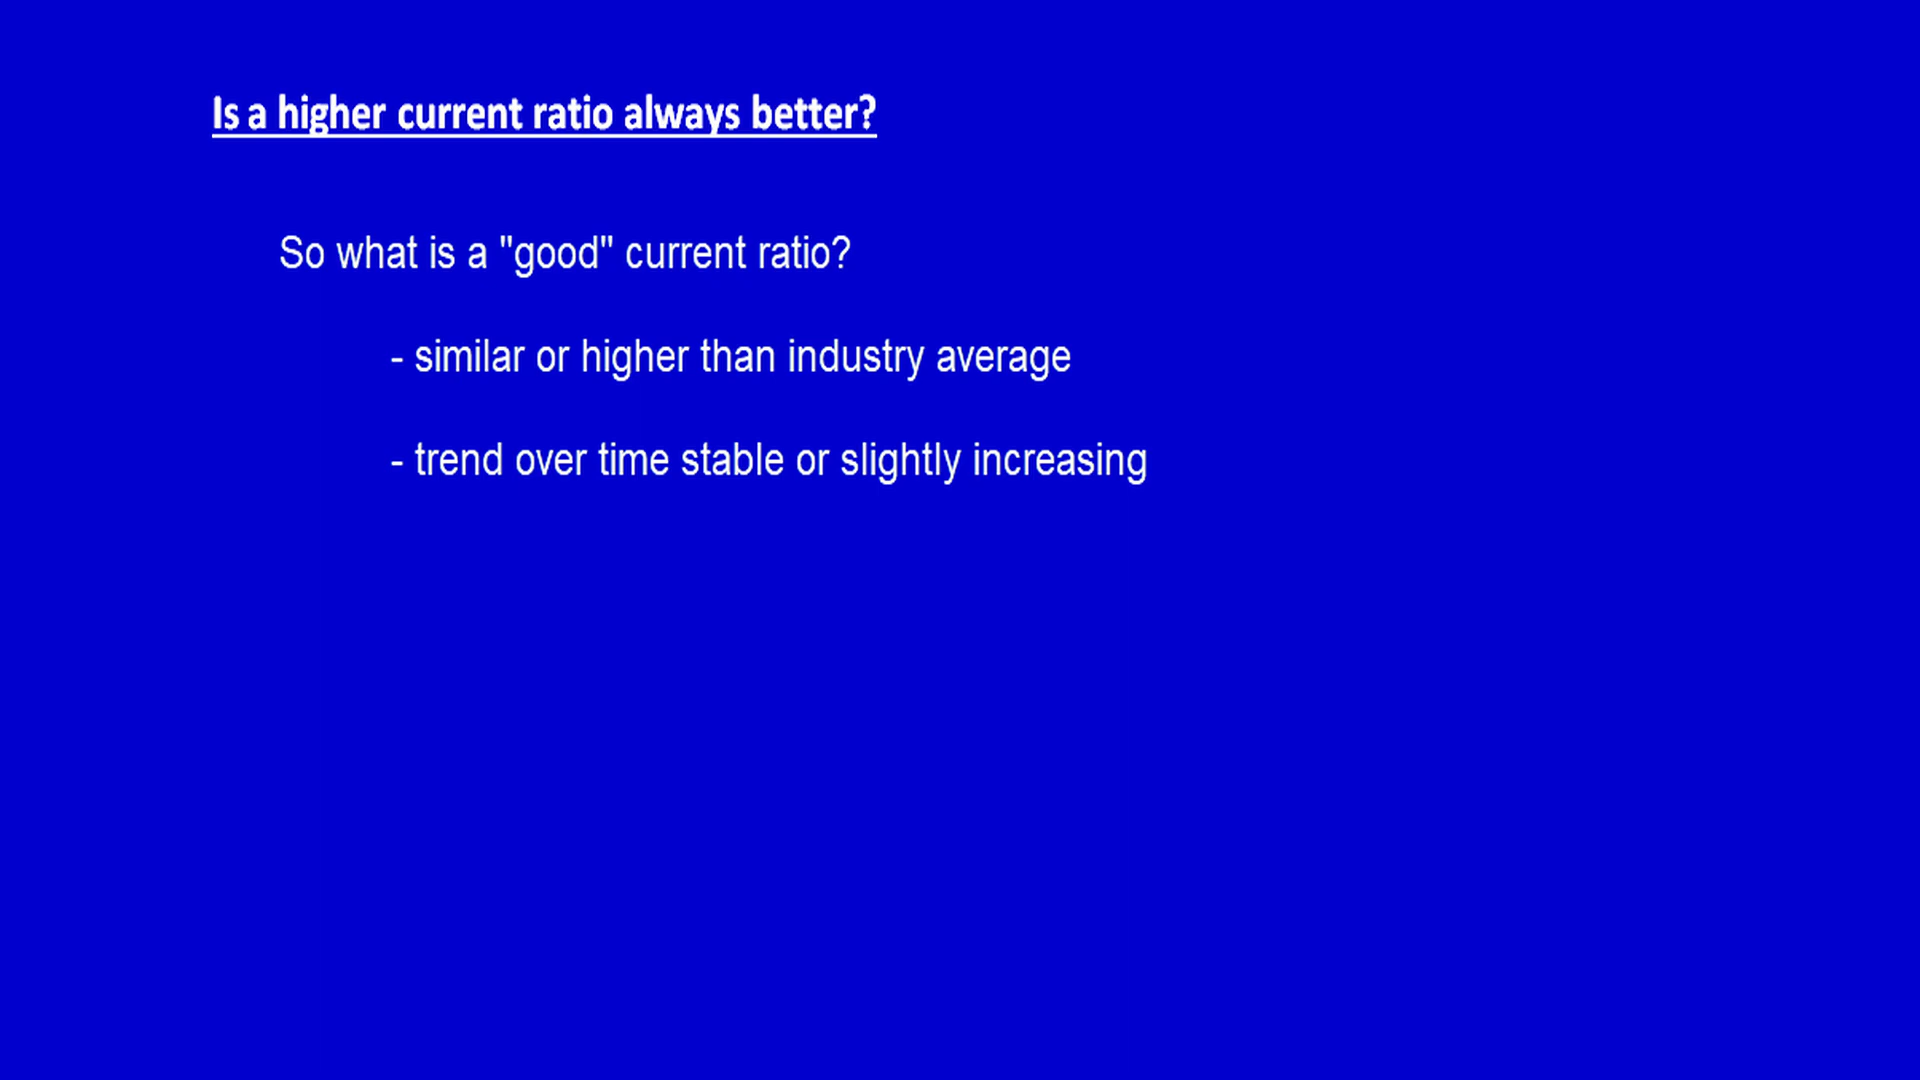 Is a higher current ratio always better?
So what is a "good" current ratio?
- similar or higher than industry average
- trend over time stable or slightly increasing